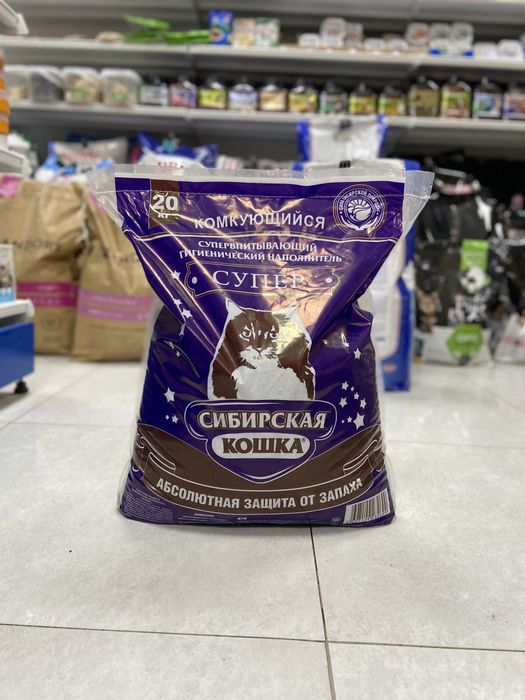 20
КГ
КОМКУЮЩИЙСЯ
СУПЕРВПИТЫВАЮЩИЙ
ГИГИЕНИЧЕСКИЙ НАПОЛНИТЕЛЬ
СУПЕР
СИБИРСКАЯ
КОШКА®
АБСОЛЮТНАЯ ЗАЩИТА ОТ ЗАПАХА